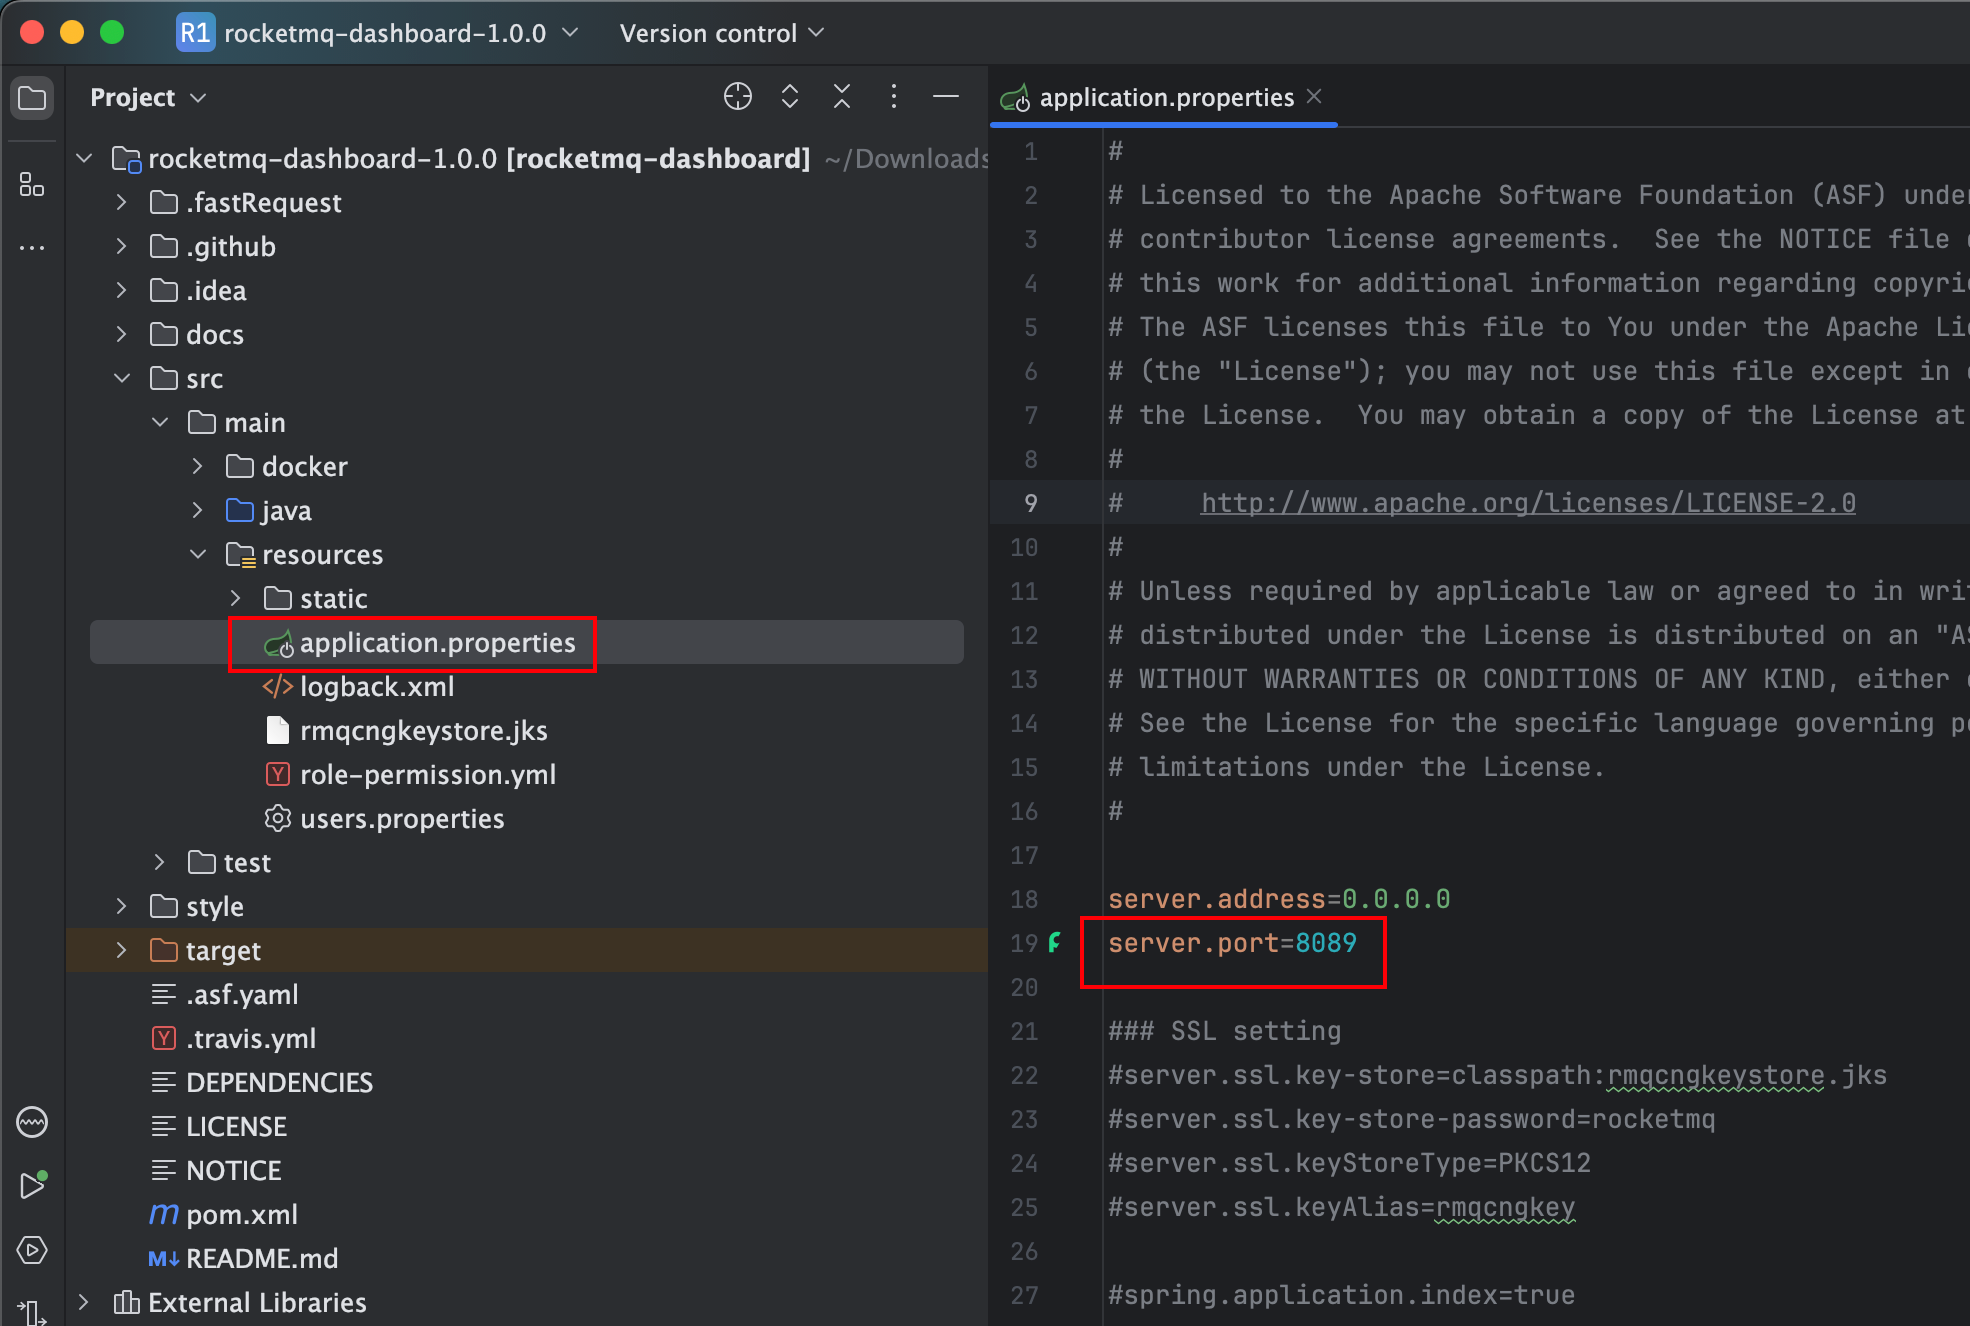 R1 rocketmq-dashboard-1.0.0 Version control
Project
rocketmq-dashboard-1.0.0 [rocketmq-dashboard] ~/Downloads
.fastRequest
.github
.idea
docs
src
main
docker
java
resources
static
application.properties
logback.xml
rmqcngkeystore.jks
Y role-permission.yml
users.properties
test
style
target
.asf.yaml
Y .travis.yml
DEPENDENCIES
LICENSE
NOTICE
m pom.xml
M↓ README.md
External Libraries
application.properties
1 #
2 # Licensed to the Apache Software Foundation (ASF) under
3 # contributor license agreements.  See the NOTICE file
4 # this work for additional information regarding
5 # The ASF licenses this file to You under the Apache
6 # (the "License"); you may not use this file except in
7 # the License.  You may obtain a copy of the License at
8 #
9 #     http://www.apache.org/licenses/LICENSE-2.0
10 #
11 # Unless required by applicable law or agreed to in
12 # distributed under the License is distributed on an
13 # WITHOUT WARRANTIES OR CONDITIONS OF ANY KIND, either
14 # See the License for the specific language governing
15 # limitations under the License.
16 #
17
18 server.address=0.0.0.0
19 server.port=8089
20
21 ### SSL setting
22 #server.ssl.key-store=classpath:rmqcngkeystore.jks
23 #server.ssl.key-store-password=rocketmq
24 #server.ssl.keyStoreType=PKCS12
25 #server.ssl.keyAlias=rmqcngkey
26
27 #spring.application.index=true